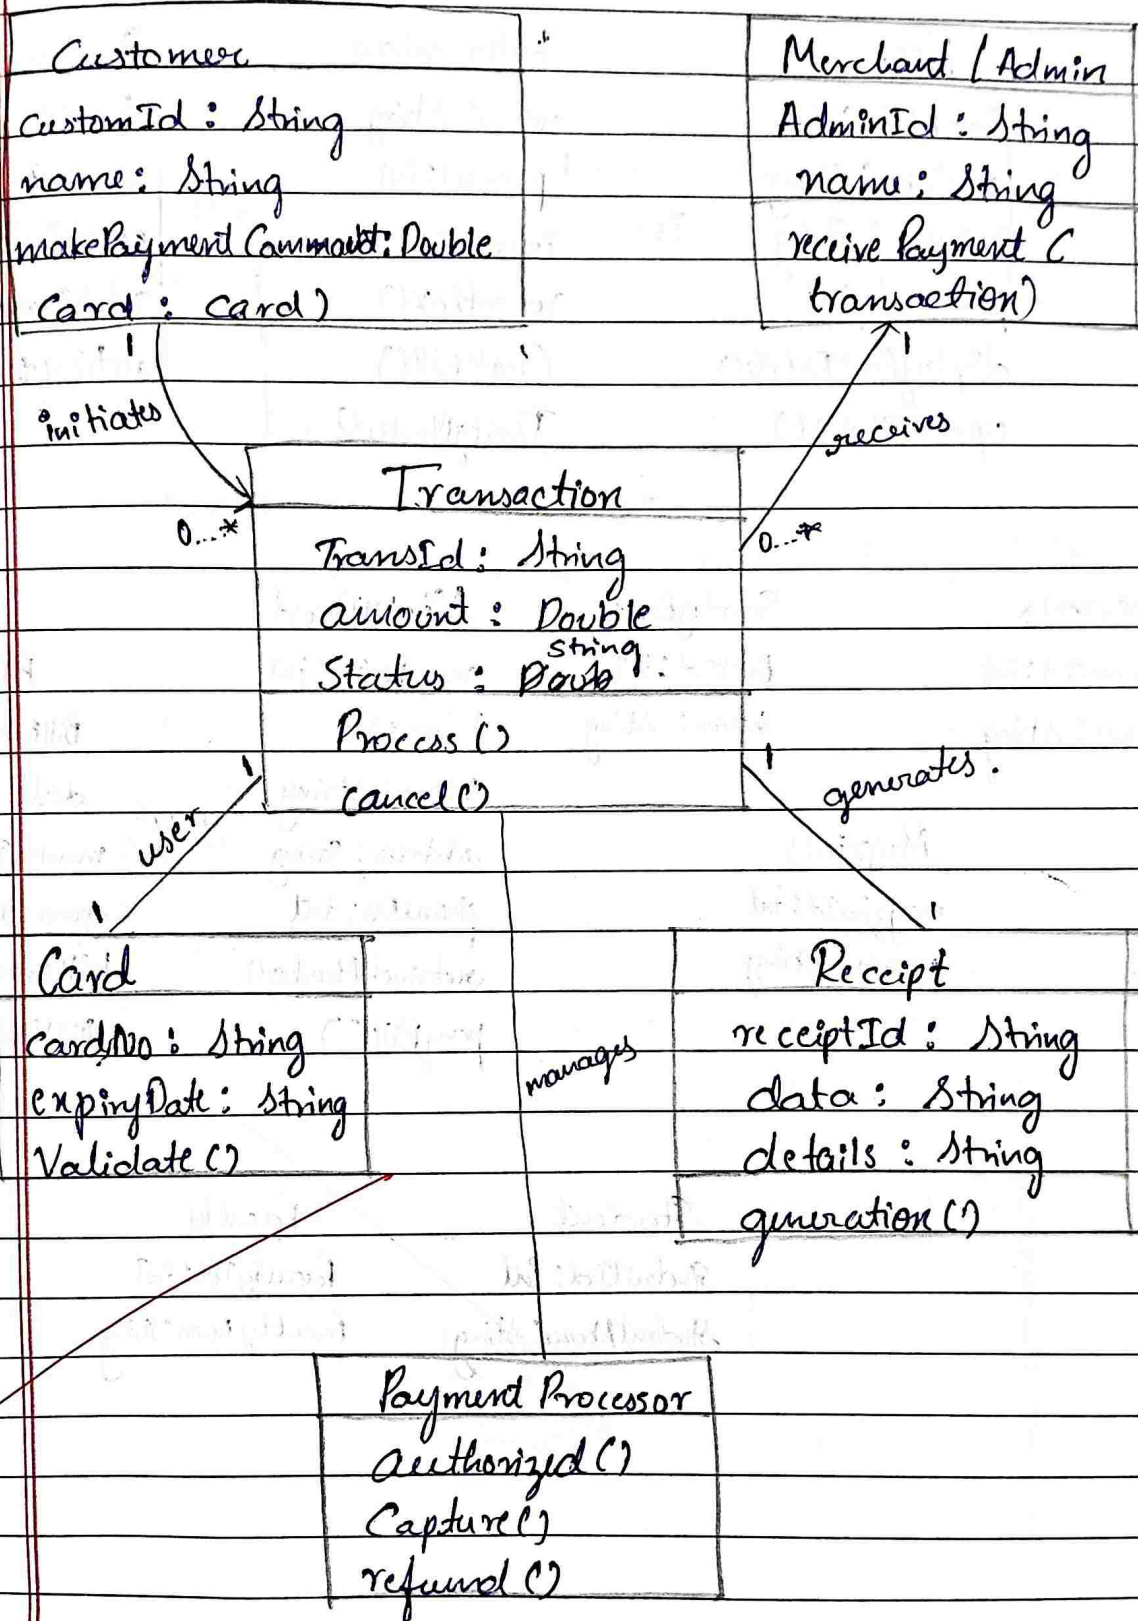 Customer
CustomId : String
name : String
makePayment Cammout : Double
Card : Card)
1
initiates
0...*
Merchant / Admin
AdminId : String
name : String
receive Payment (
transaction)
1
receives
0...*
Transaction
TransId : String
amount : Double
String
Status :
Process ()
Cancel ()
1
user
1
1
generates.
1
Card
cardNo : String
expiryDate : String
Validate ()
manages
Receipt
receiptId : String
data : String
details : String
generation ()
Payment Processor
authorized ()
Capture ()
refund ()